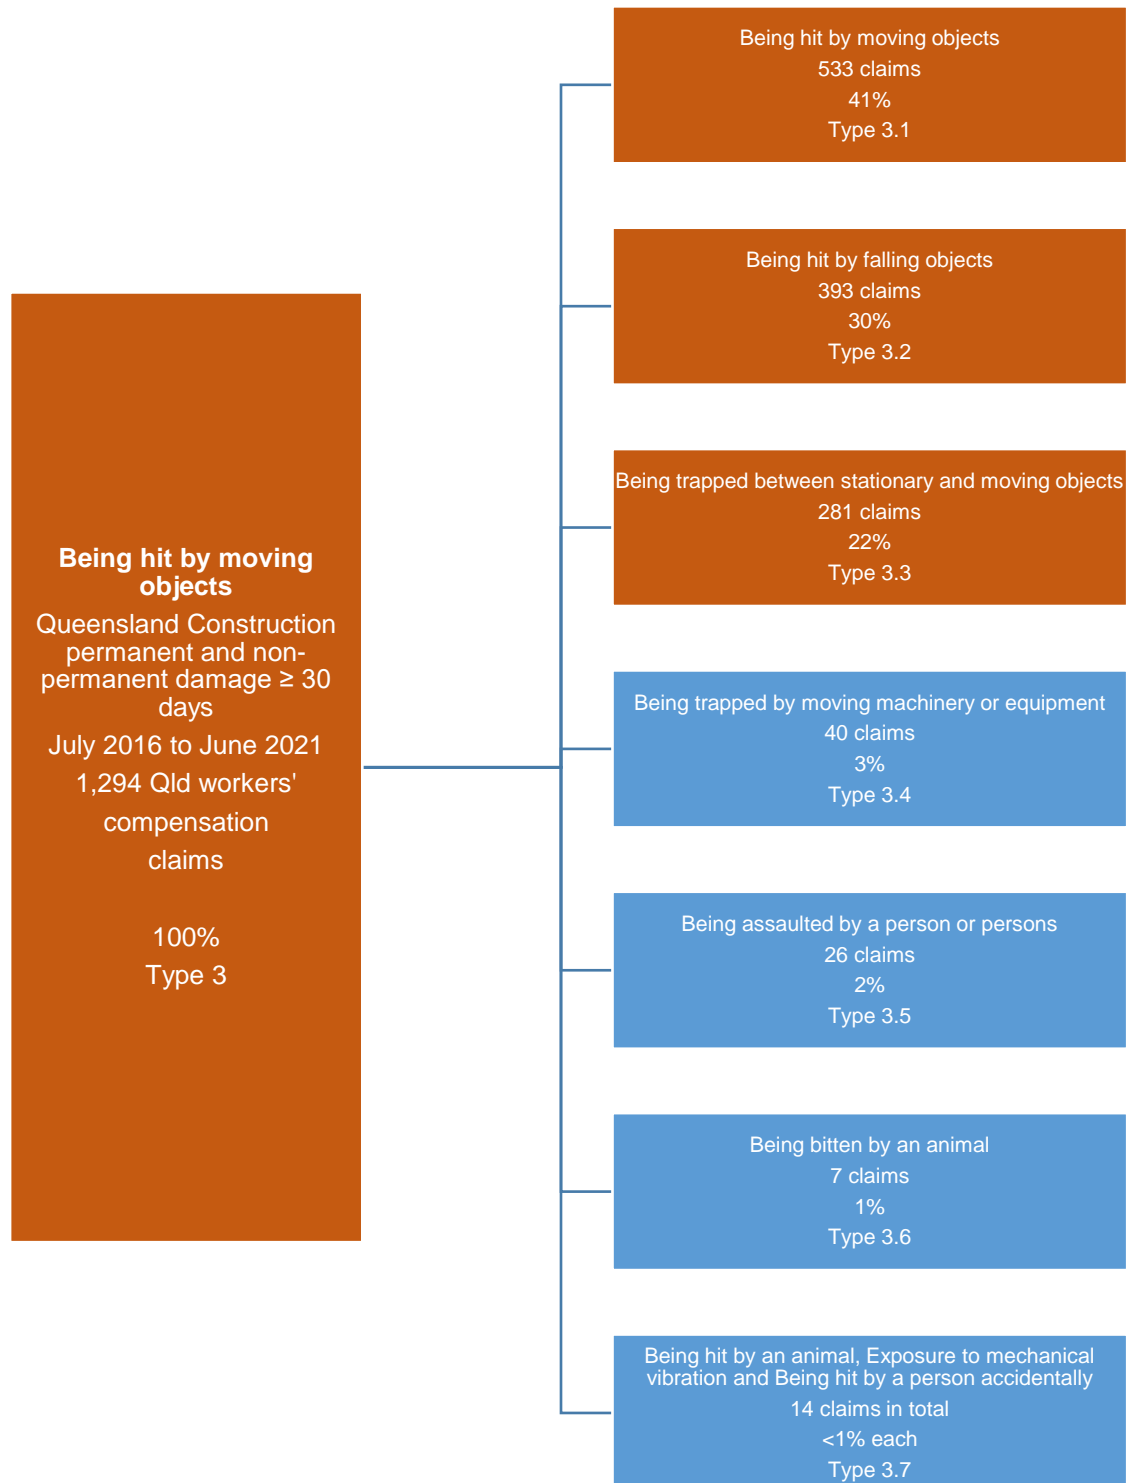 Being hit by moving
objects
Queensland Construction
permanent and non-
permanent damage ≥ 30
days
July 2016 to June 2021
1,294 Qld workers'
compensation
claims
100%
Type 3
Being hit by moving objects
533 claims
41%
Type 3.1
Being hit by falling objects
393 claims
30%
Type 3.2
Being trapped between stationary and moving objects
281 claims
22%
Type 3.3
Being trapped by moving machinery or equipment
40 claims
3%
Type 3.4
Being assaulted by a person or persons
26 claims
2%
Type 3.5
Being bitten by an animal
7 claims
1%
Type 3.6
Being hit by an animal, Exposure to mechanical
vibration and Being hit by a person accidentally
14 claims in total
<1% each
Type 3.7